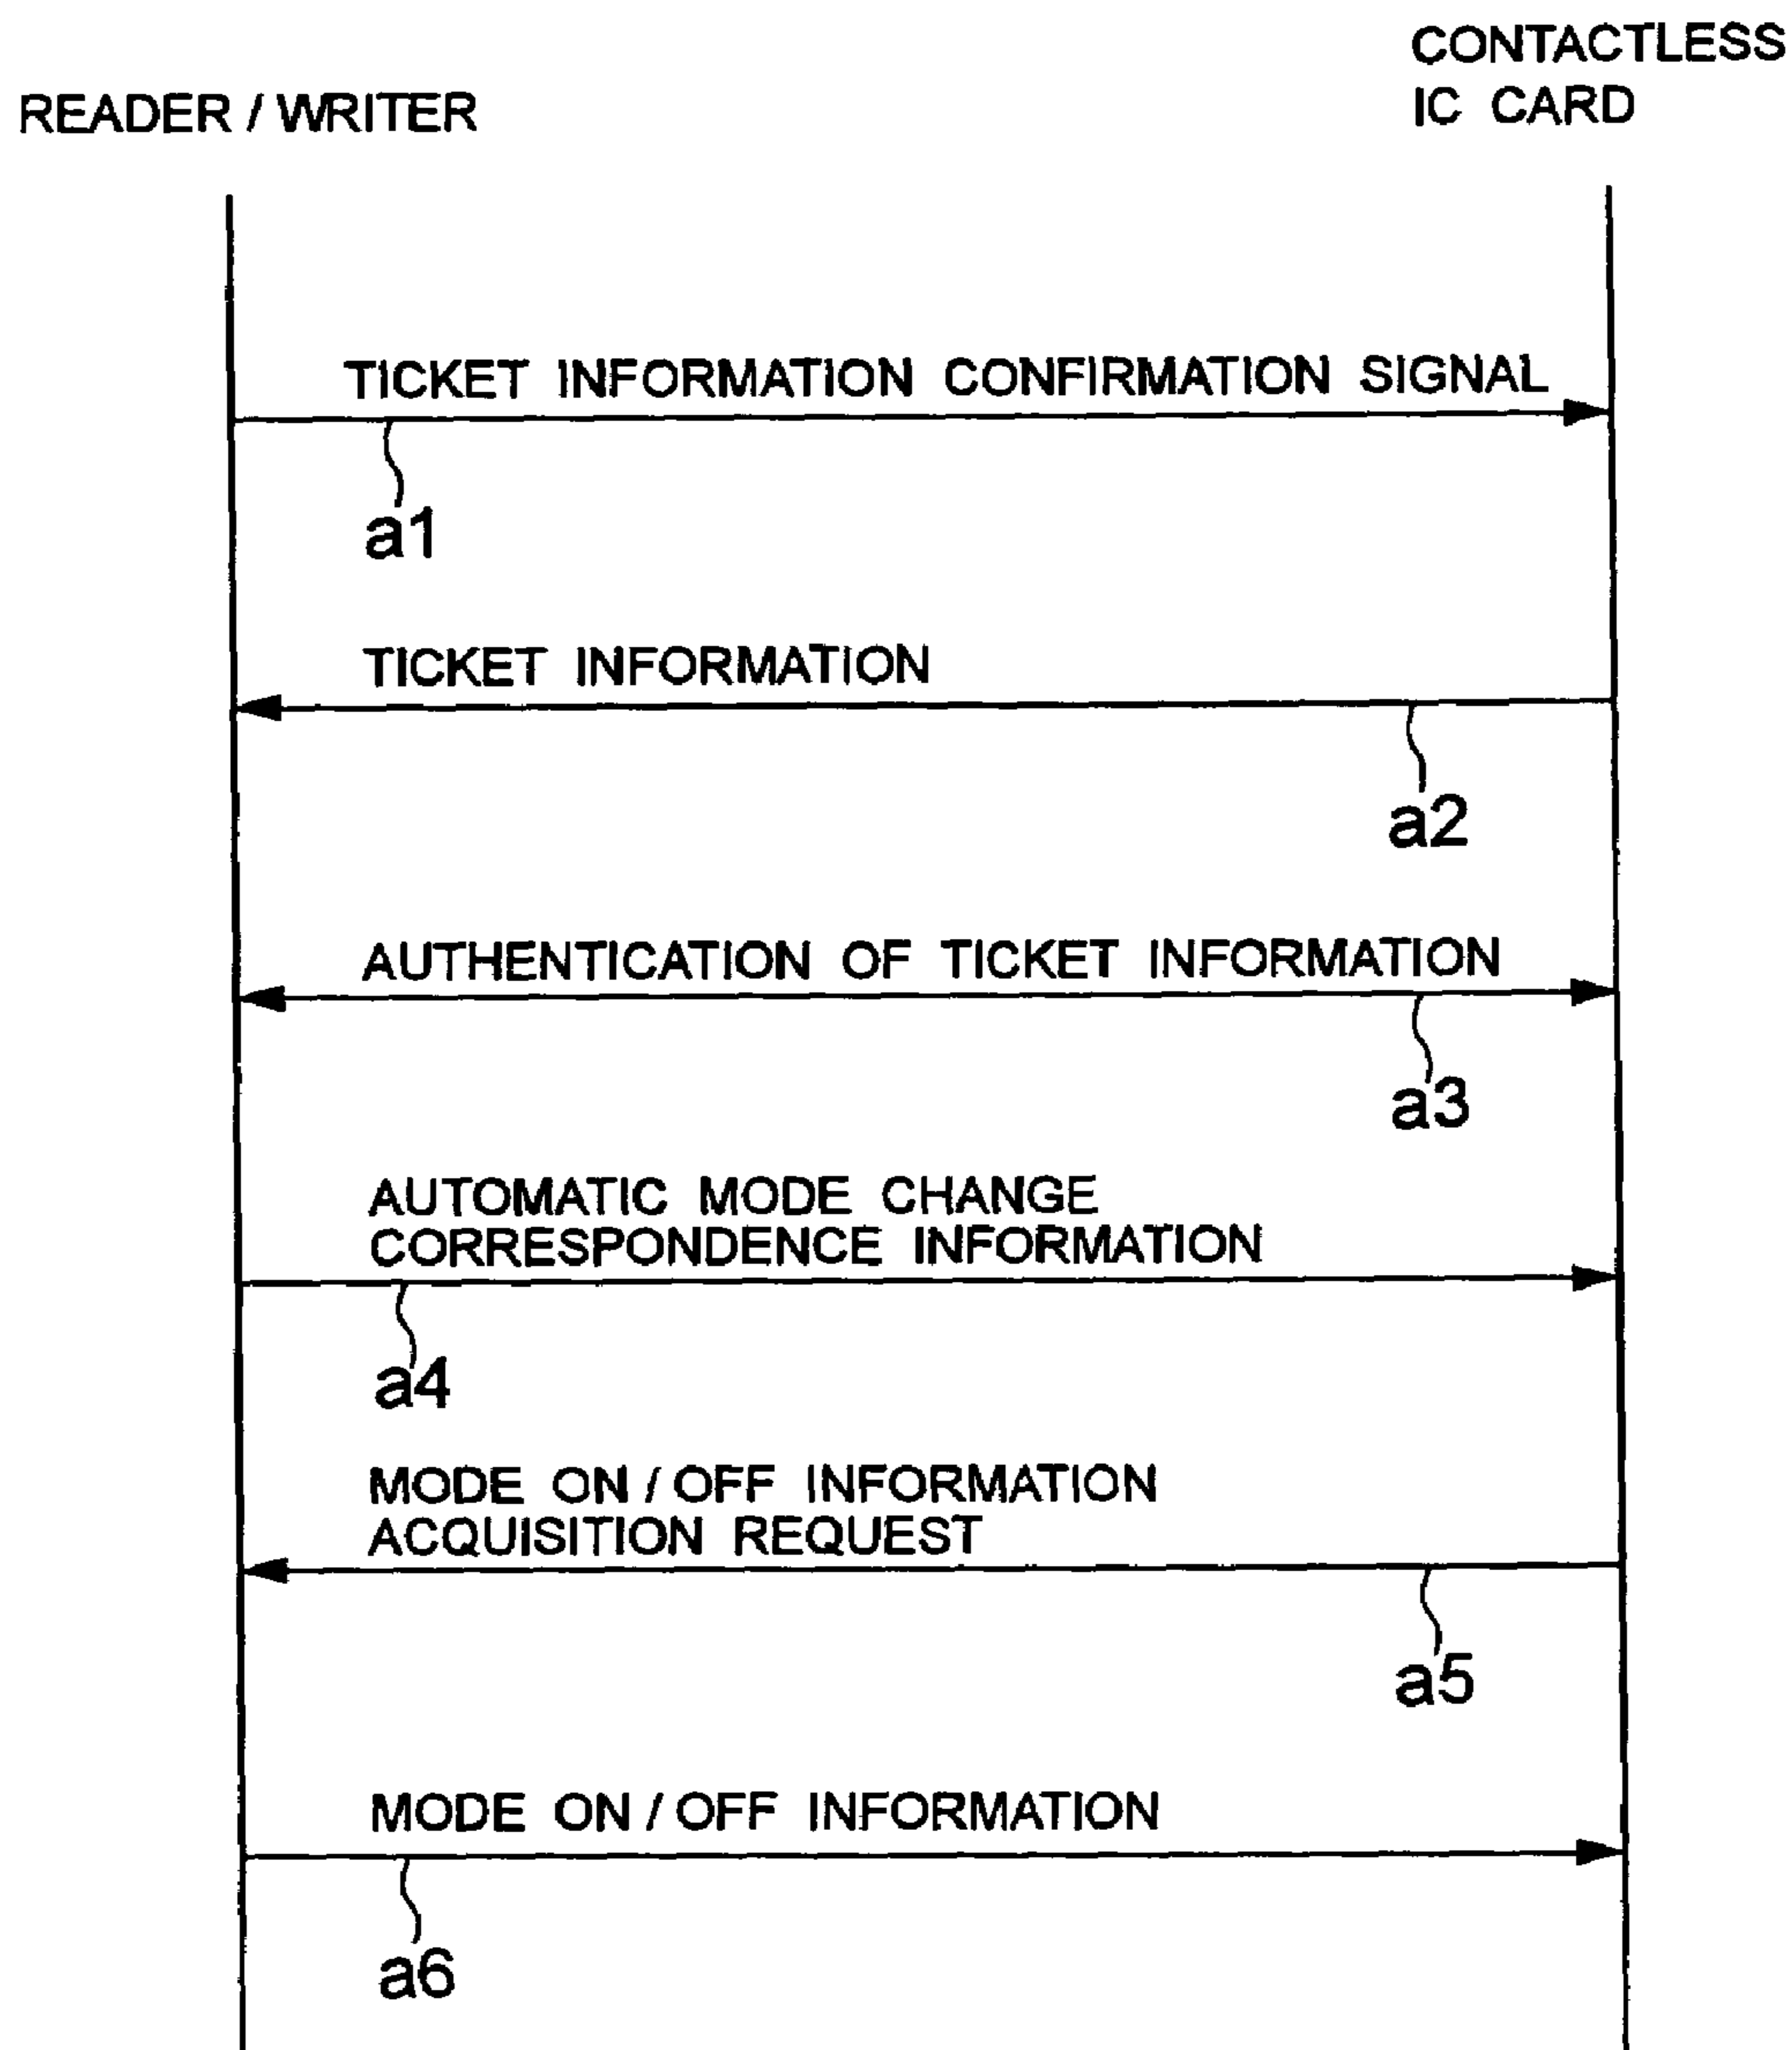 CONTACTLESS
IC CARD
READER / WRITER
TICKET INFORMATION CONFIRMATION SIGNAL
a1
TICKET INFORMATION
a2
AUTHENTICATION OF TICKET INFORMATION
a3
AUTOMATIC MODE CHANGE
CORRESPONDENCE INFORMATION
a4
MODE ON / OFF INFORMATION
ACQUISITION REQUEST
a5
MODE ON / OFF INFORMATION
a6